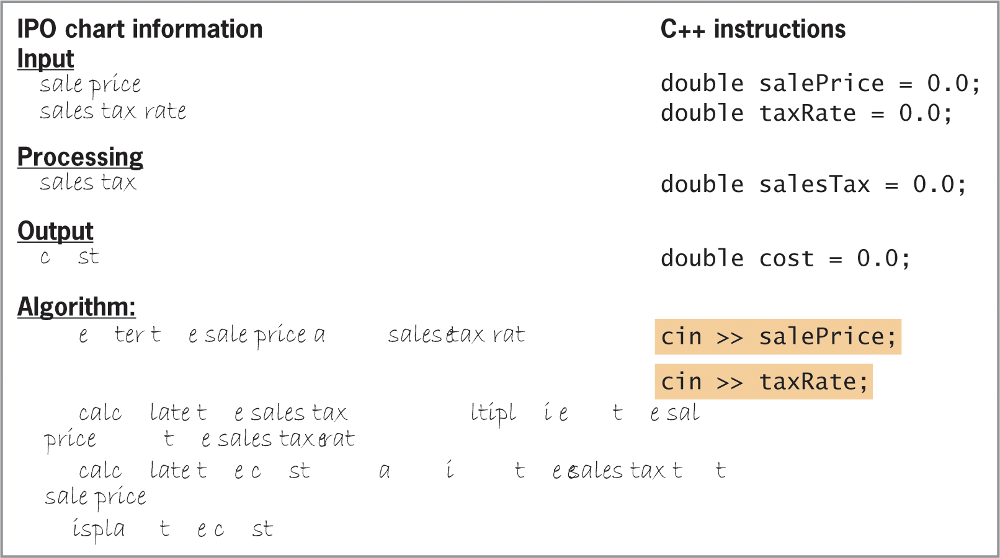 IPO chart information
C++ instructions
Input
sale price
double salePrice = 0.0;
sales tax rate
double taxRate = 0.0;
Processing
sales tax
double salesTax = 0.0;
Output
c st
double cost = 0.0;
Algorithm:
e ter t e sale price a sales tax rat
cin >> salePrice;
cin >> taxRate;
calc late t e sales tax ltipl i e t e sal
price t e sales tax rat
calc late t e c st a i t e sales tax t t
sale price
ispla t e c st